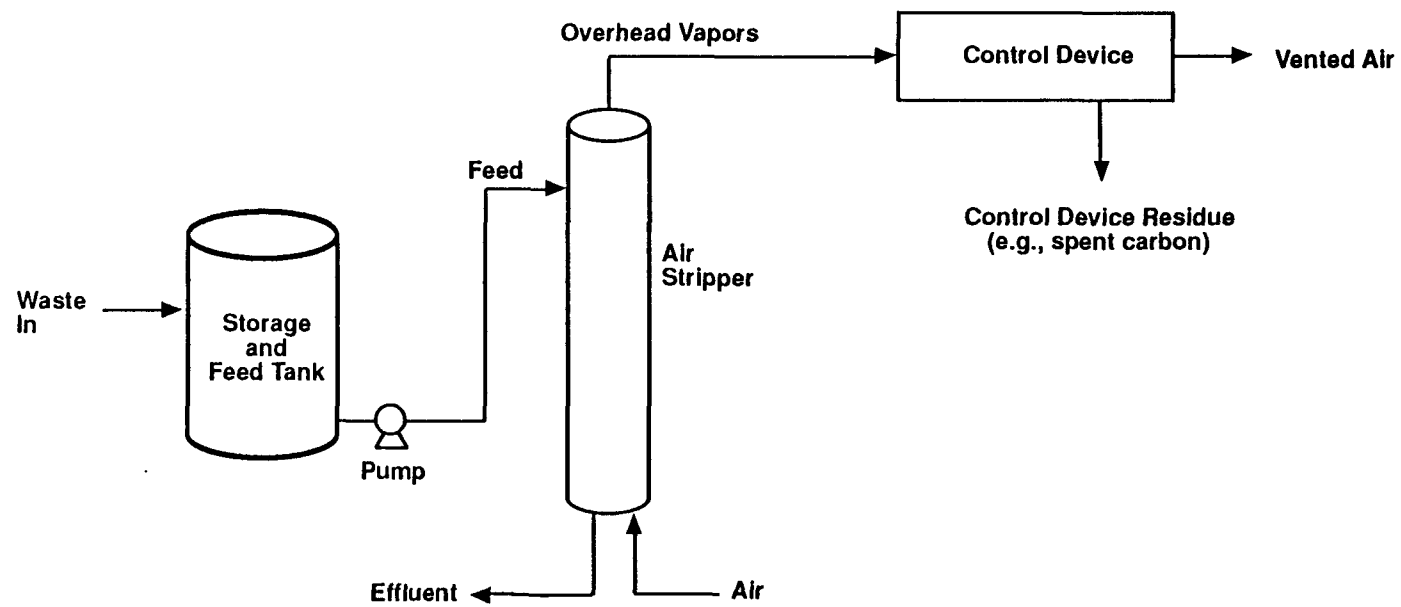 Overhead Vapors
Control Device
Vented Air
Feed
Control Device Residue
(e.g., spent carbon)
Air
Stripper
Waste
In
Storage
and
Feed Tank
Pump
Effluent
Air